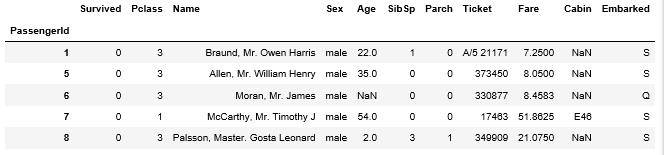 Survived Pclass Name Sex Age SibSp Parch Ticket Fare Cabin Embarked
PassengerId
1 0 3 Braund, Mr. Owen Harris male 22.0 1 0 A/5 21171 7.2500 NaN S
5 0 3 Allen, Mr. William Henry male 35.0 0 0 373450 8.0500 NaN S
6 0 3 Moran, Mr. James male NaN 0 0 330877 8.4583 NaN Q
7 0 1 McCarthy, Mr. Timothy J male 54.0 0 0 17463 51.8625 E46 S
8 0 3 Palsson, Master. Gosta Leonard male 2.0 3 1 349909 21.0750 NaN S